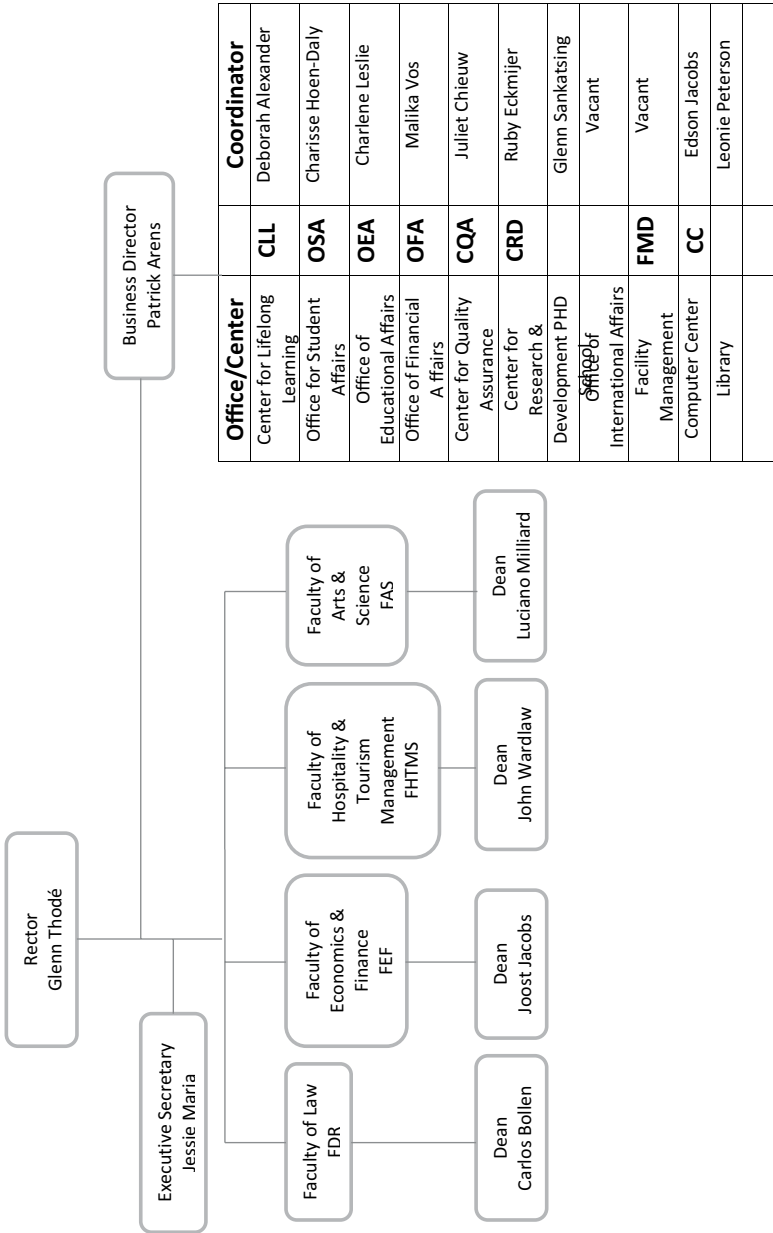 Rector
Glenn Thodé
Executive Secretary
Jessie Maria
Business Director
Patrick Arens
Faculty of Law
FDR
Faculty of
Economics &
Finance
FEF
Faculty of
Hospitality &
Tourism
Management
FHTMS
Faculty of
Arts &
Science
FAS
Dean
Carlos Bollen
Dean
Joost Jacobs
Dean
John Wardlaw
Dean
Luciano Milliard
Office/Center Coordinator
Center for Lifelong
Learning
CLL Deborah Alexander
Office for Student
Affairs
OSA Charisse Hoen-Daly
Office of
Educational Affairs
OEA Charlene Leslie
Office of Financial
A ffairs
OFA Malika Vos
Center for Quality
Assurance
CQA Juliet Chieuw
Center for
Research &
CRD Ruby Eckmijer
Development PHD
School
Glenn Sankatsing
Office of
International Affairs
Vacant
Facility
Management
FMD Vacant
Computer Center CC Edson Jacobs
Library Leonie Peterson